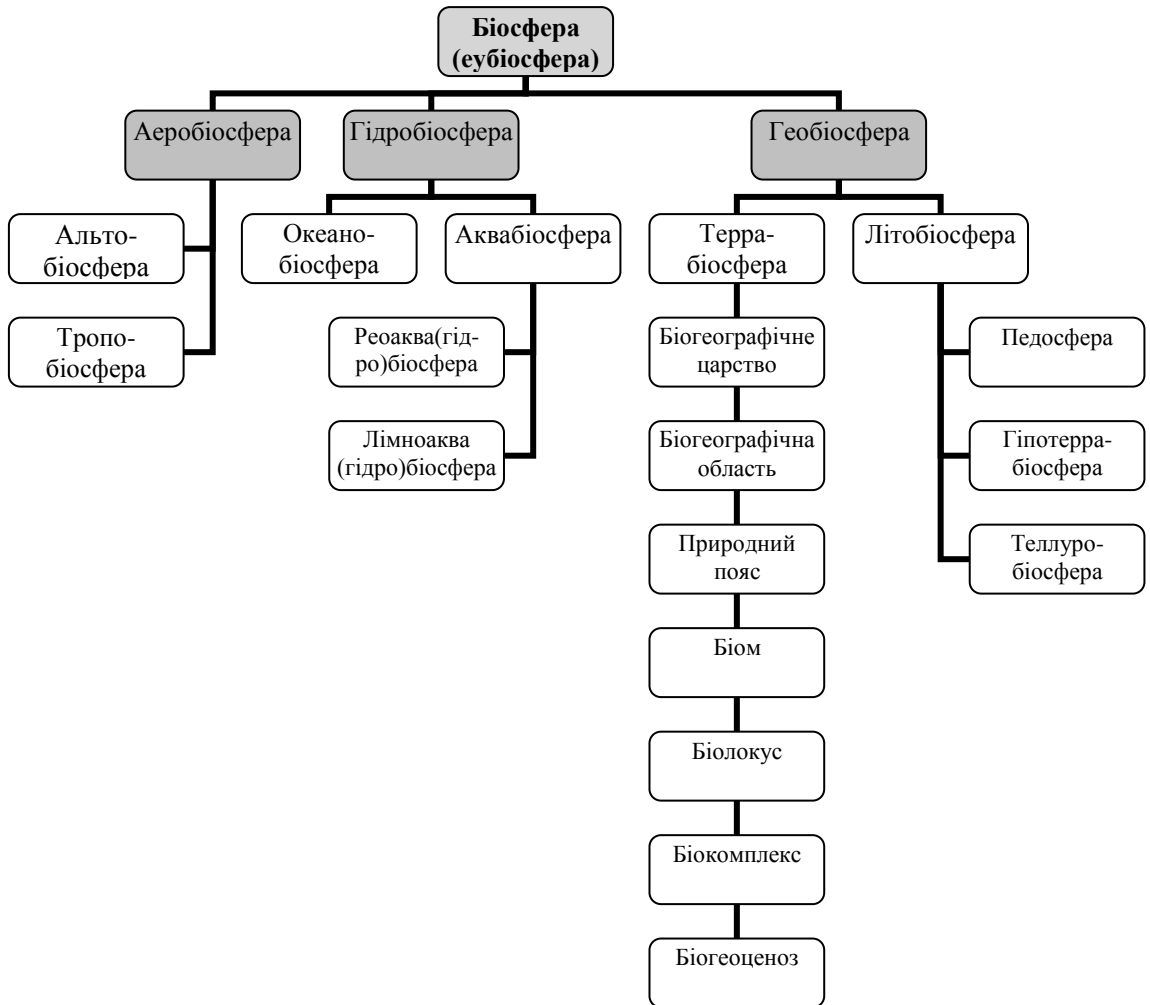 Біосфера
(еубіосфера)
Аеробіосфера
Гідробіосфера
Геобіосфера
Альто-
біосфера
Океано-
біосфера
Аквабіосфера
Терра-
біосфера
Літобіосфера
Тропо-
біосфера
Реоаква(гід-
ро)біосфера
Біогеографічне
царство
Педосфера
Лімноаква
(гідро)біосфера
Біогеографічна
область
Гіпотерра-
біосфера
Природний
пояс
Теллуро-
біосфера
Біом
Біолокус
Біокомплекс
Біогеоценоз